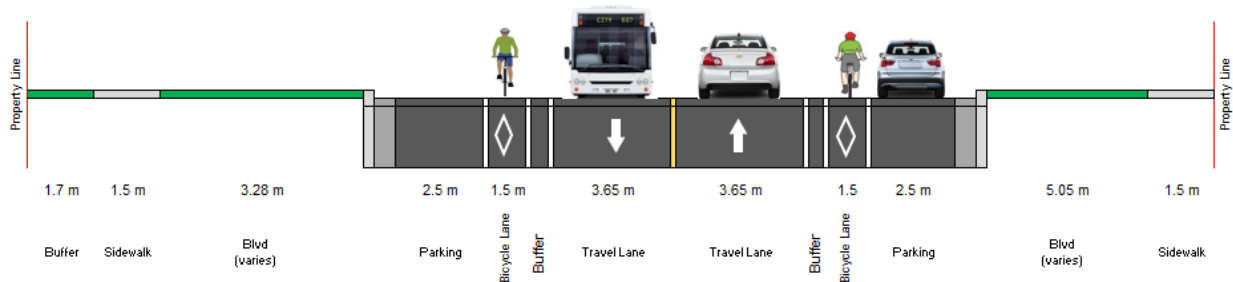 CITY 507
Property Line
Property Line
1.7 m 1.5 m 3.28 m 2.5 m 1.5 m 3.65 m 3.65 m 1.5 2.5 m 5.05 m 1.5 m
Buffer Sidewalk Blvd Parking Bicycle Lane Buffer Travel Lane Travel Lane Buffer Bicycle Lane Parking Blvd Sidewalk
(varies) (varies)